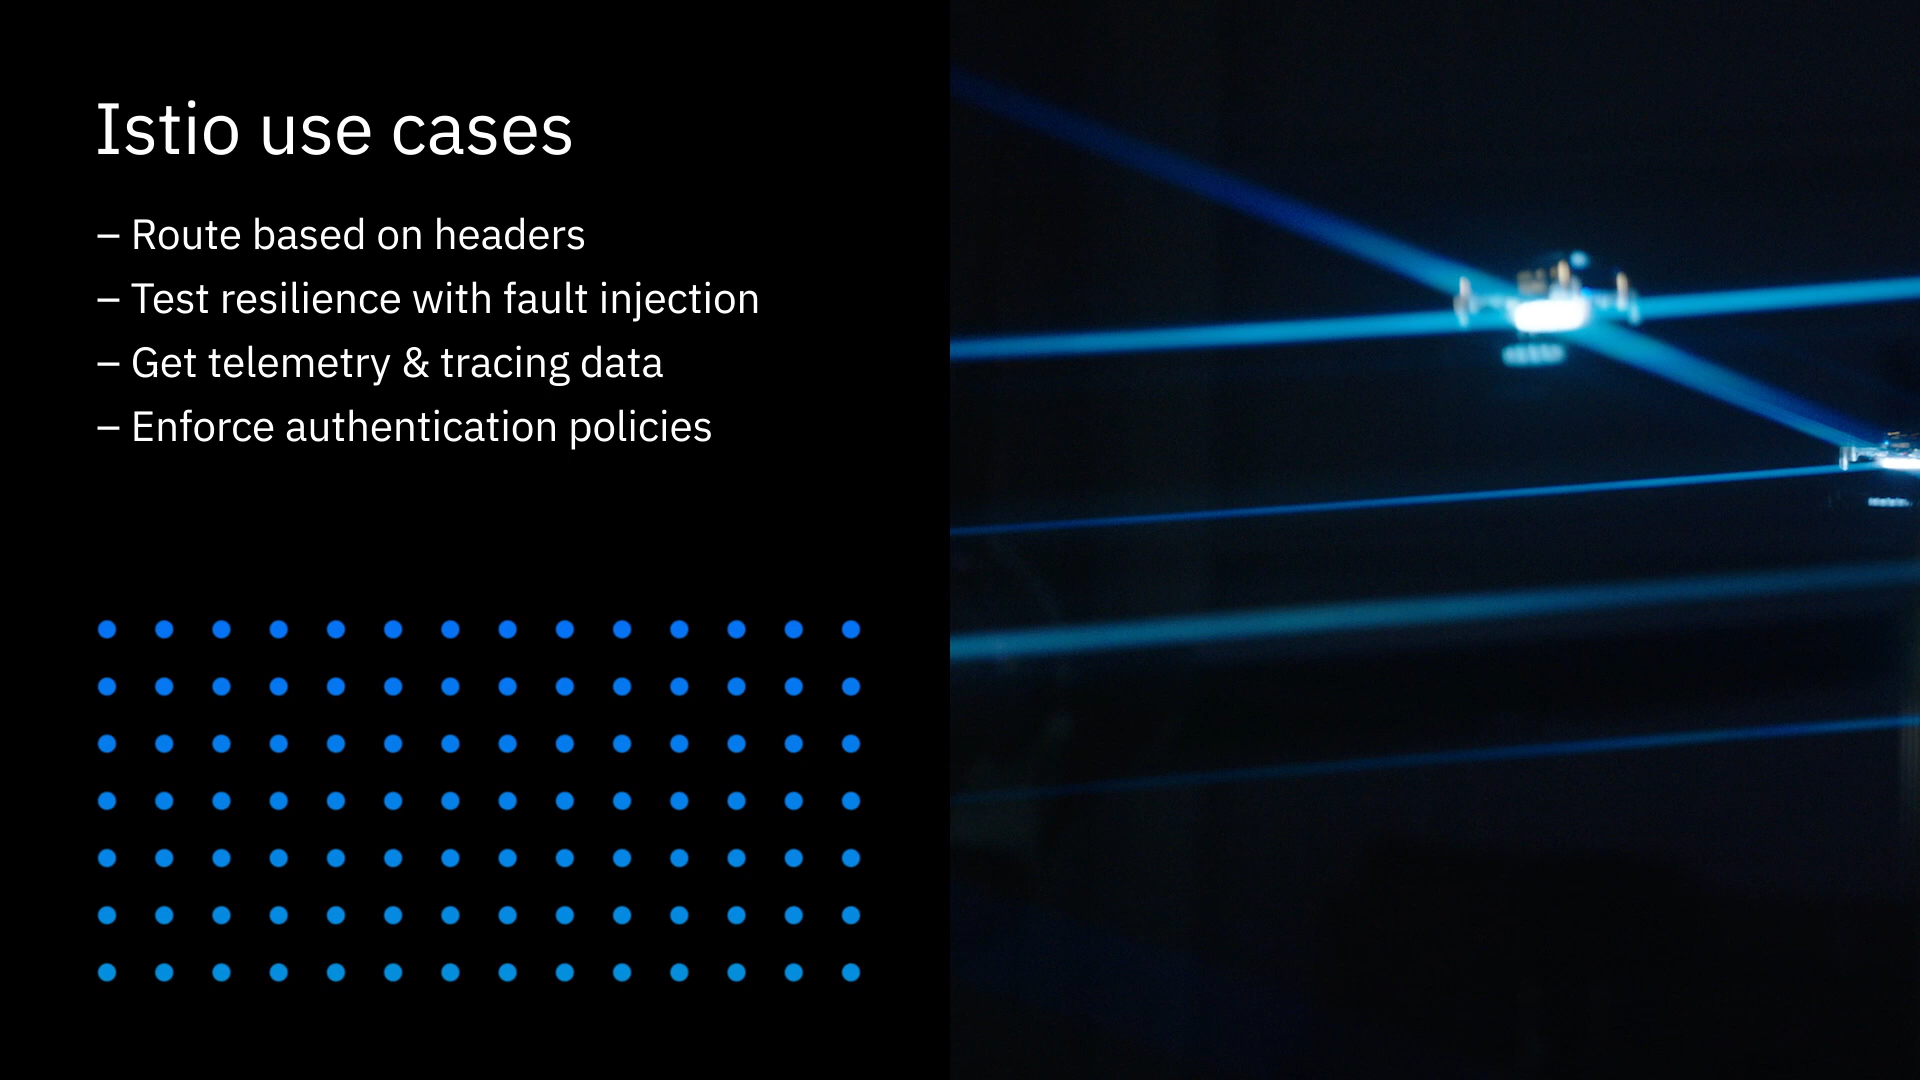 Istio use cases
– Route based on headers
– Test resilience with fault injection
– Get telemetry & tracing data
– Enforce authentication policies